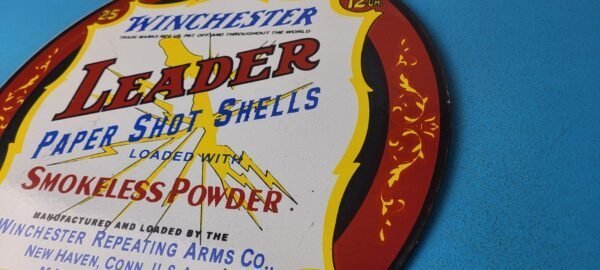 25 WINCHESTER 12 GA.
TRADE MARKS REG. U.S. PAT. OFF. AND THROUGHOUT THE WORLD
LEADER
PAPER SHOT SHELLS
LOADED WITH
SMOKELESS POWDER.
MANUFACTURED AND LOADED BY THE
WINCHESTER REPEATING ARMS CO.,
NEW HAVEN, CONN. U.S.